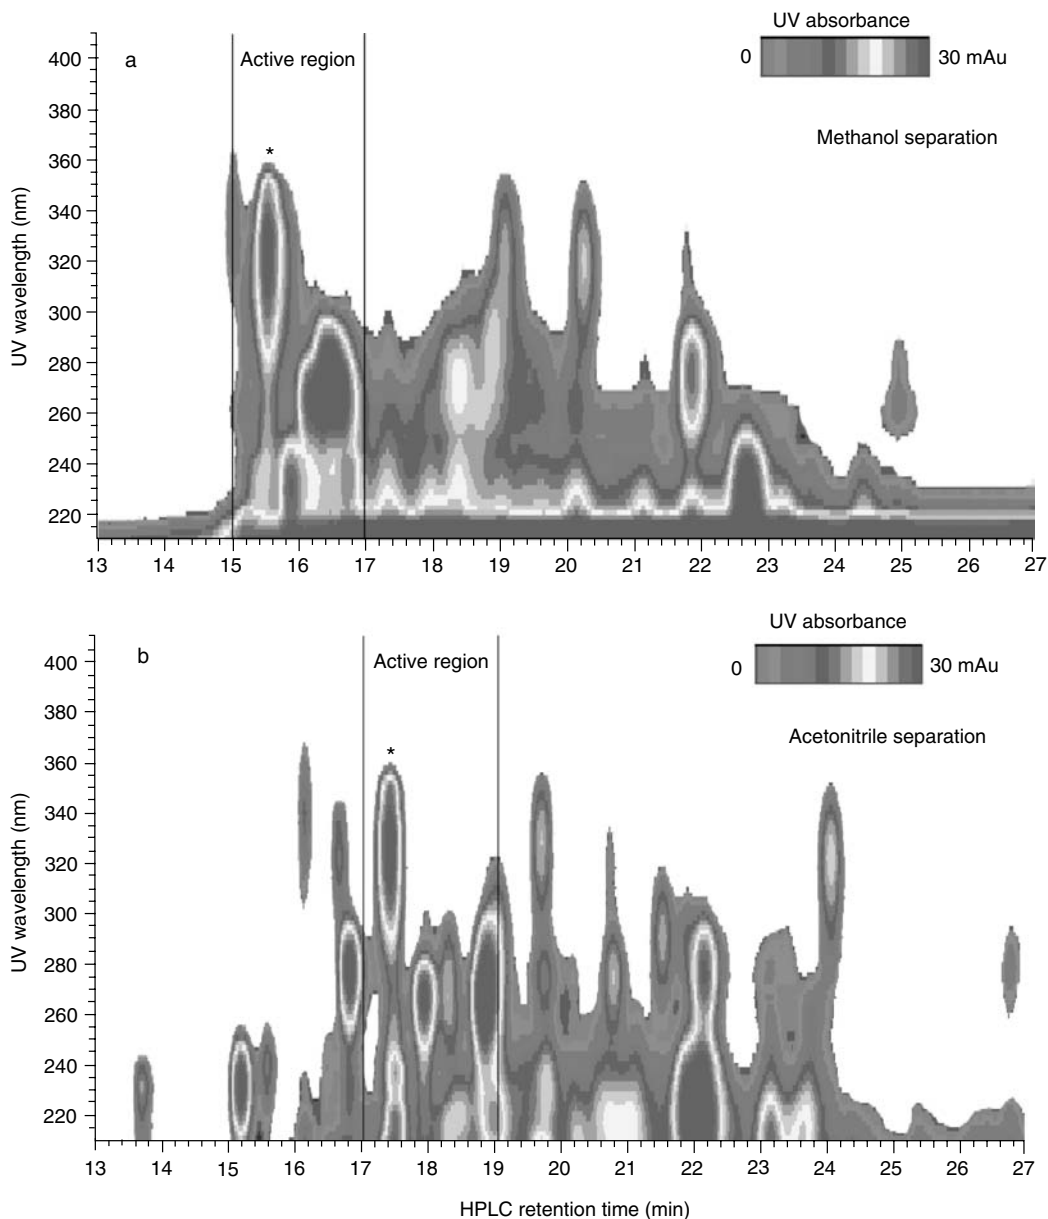 UV absorbance
0 30 mAu
a
Active region
Methanol separation
*
UV wavelength (nm)
400
380
360
340
320
300
280
260
240
220
13 14 15 16 17 18 19 20 21 22 23 24 25 26 27
UV absorbance
0 30 mAu
b
Active region
Acetonitrile separation
*
UV wavelength (nm)
400
380
360
340
320
300
280
260
240
220
13 14 15 16 17 18 19 20 21 22 23 24 26 27
HPLC retention time (min)